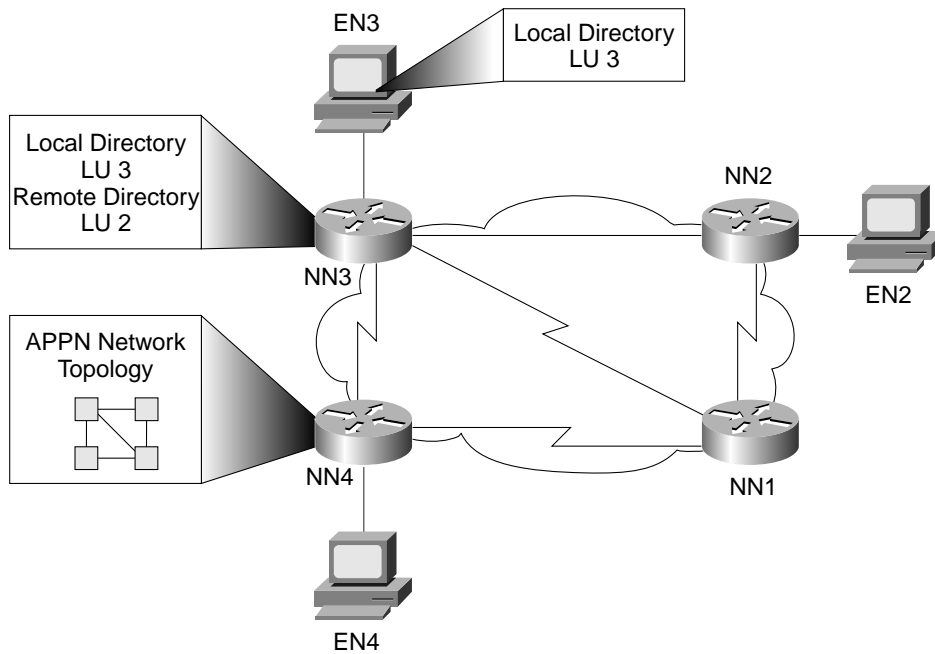 EN3
Local Directory
LU 3
Local Directory
LU 3
Remote Directory
LU 2
NN2
NN3
EN2
APPN Network
Topology
NN4
NN1
EN4